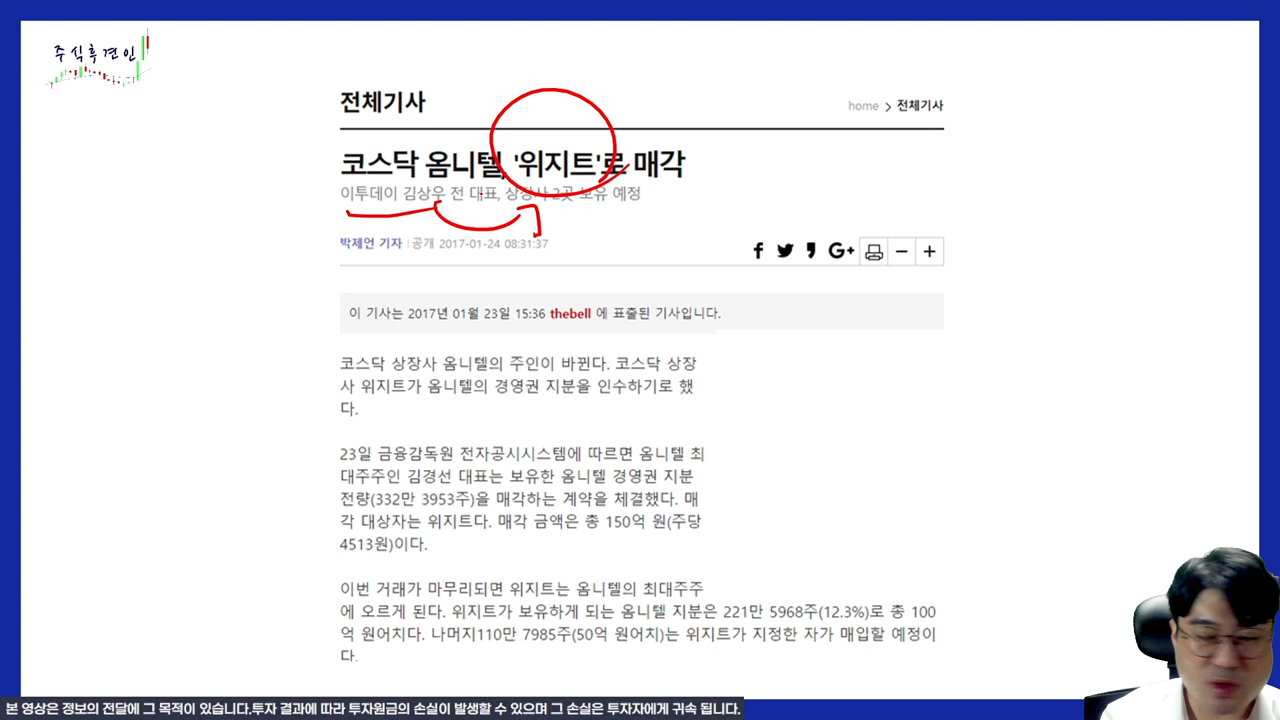 주식후견인
전체기사
home > 전체기사
코스닥 옴니텔, '위지트'로 매각
이투데이 김상우 전 대표, 상장사 2곳 보유 예정
박제언 기자 | 공개 2017-01-24 08:31:37
G+
이 기사는 2017년 01월 23일 15:36 thebell 에 표출된 기사입니다.
코스닥 상장사 옴니텔의 주인이 바뀐다. 코스닥 상장
사 위지트가 옴니텔의 경영권 지분을 인수하기로 했
다.
23일 금융감독원 전자공시시스템에 따르면 옴니텔 최
대주주인 김경선 대표는 보유한 옴니텔 경영권 지분
전량(332만 3953주)을 매각하는 계약을 체결했다. 매
각 대상자는 위지트다. 매각 금액은 총 150억 원(주당
4513원)이다.
이번 거래가 마무리되면 위지트는 옴니텔의 최대주주
에 오르게 된다. 위지트가 보유하게 되는 옴니텔 지분은 221만 5968주(12.3%)로 총 100
억 원어치다. 나머지110만 7985주(50억 원어치)는 위지트가 지정한 자가 매입할 예정이
다.
본 영상은 정보의 전달에 그 목적이 있습니다.투자 결과에 따라 투자원금의 손실이 발생할 수 있으며 그 손실은 투자자에게 귀속 됩니다.